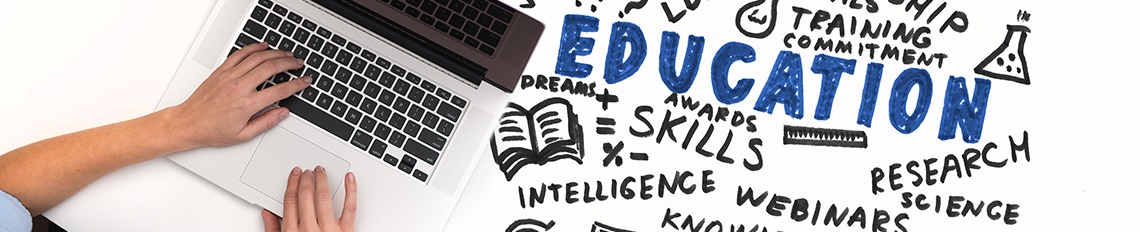 TRAINING
COMMITMENT
EDUCATION
DREAMS
AWARDS
+
=
SKILLS
% -
RESEARCH
INTELLIGENCE
WEBINARS
SCIENCE